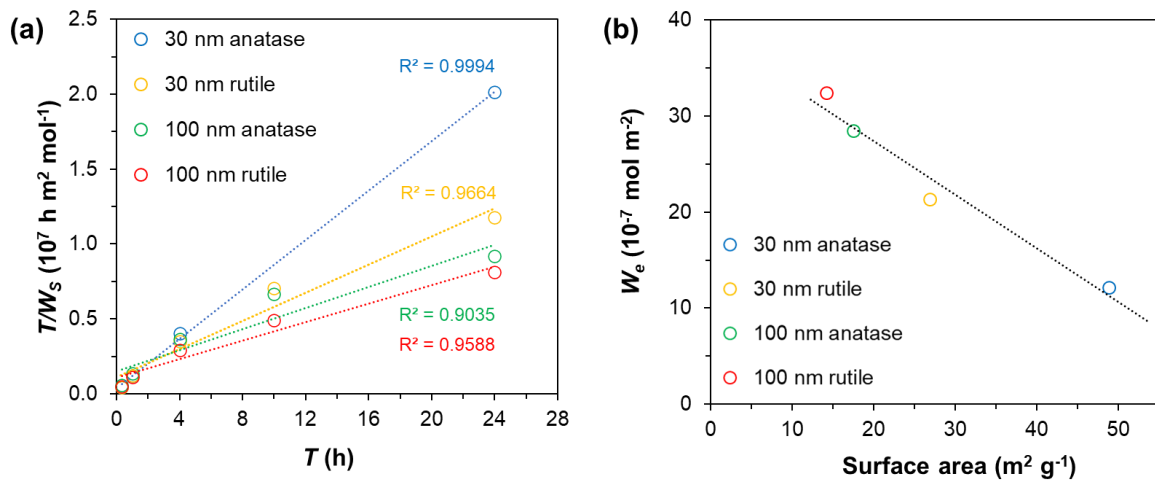 (a)
2.5
2.0
1.5
1.0
0.5
0.0
T/W_S (10⁷ h m² mol⁻¹)
30 nm anatase
30 nm rutile
100 nm anatase
100 nm rutile
R² = 0.9994
R² = 0.9664
R² = 0.9035
R² = 0.9588
0 4 8 12 16 20 24 28
T (h)
(b)
40
30
20
10
0
W_e (10⁻⁷ mol m⁻²)
30 nm anatase
30 nm rutile
100 nm anatase
100 nm rutile
0 10 20 30 40 50
Surface area (m² g⁻¹)